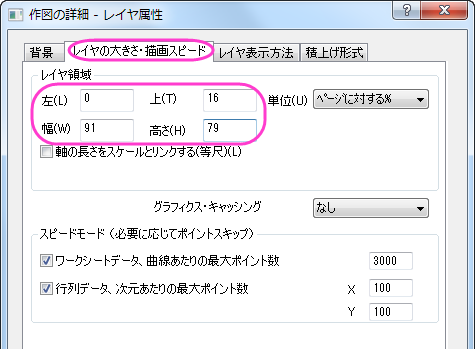 作図の詳細 - レイヤ属性
背景 レイヤの大きさ・描画スピード レイヤ表示方法 積上げ形式
レイヤ領域
左(L) 0 上(T) 16 単位(U) ページに対する%
幅(W) 91 高さ(H) 79
軸の長さをスケールとリンクする(等尺)(L)
グラフィクス・キャッシング なし
スピードモード(必要に応じてポイントスキップ)
ワークシートデータ、曲線あたりの最大ポイント数 3000
行列データ、次元あたりの最大ポイント数 X 100
Y 100